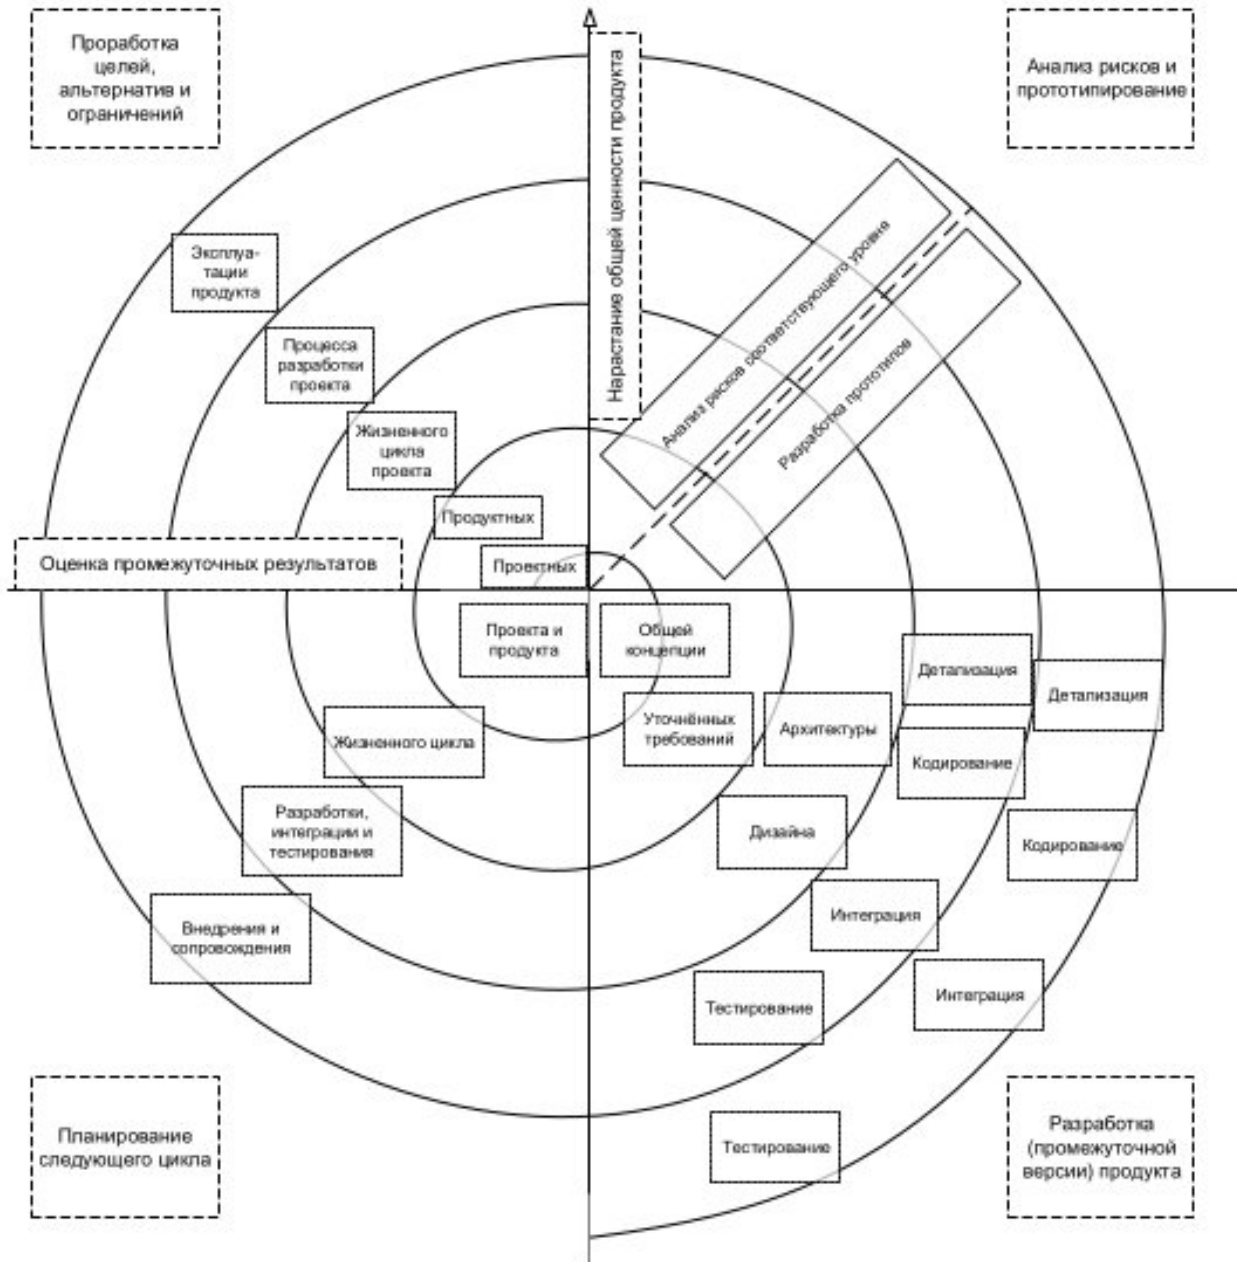 Проработка
целей,
альтернатив и
ограничений
Анализ рисков и
прототипирование
Нарастание общей ценности продукта
Анализ рисков соответствующего уровня
Разработка прототипов
Эксплуа-
тации
продукта
Процесса
разработки
проекта
Жизненного
цикла
проекта
Продуктных
Проектных
Оценка промежуточных результатов
Проекта и
продукта
Общей
концепции
Уточнённых
требований
Архитектуры
Детализация
Детализация
Жизненного цикла
Кодирование
Разработки,
интеграции и
тестирования
Дизайна
Кодирование
Внедрения и
сопровождения
Интеграция
Интеграция
Тестирование
Тестирование
Планирование
следующего цикла
Разработка
(промежуточной
версии) продукта